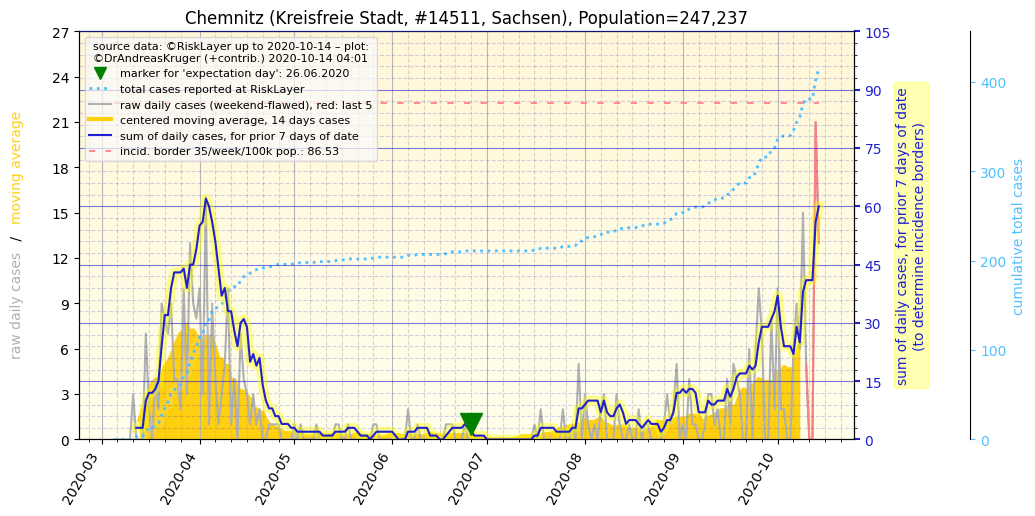 Chemnitz (Kreisfreie Stadt, #14511, Sachsen), Population=247,237
source data: ©RiskLayer up to 2020-10-14 – plot:
©DrAndreasKruger (+contrib.) 2020-10-14 04:01
marker for 'expectation day': 26.06.2020
total cases reported at RiskLayer
raw daily cases (weekend-flawed), red: last 5
centered moving average, 14 days cases
sum of daily cases, for prior 7 days of date
incid. border 35/week/100k pop.: 86.53
raw daily cases / moving average
27
24
21
18
15
12
9
6
3
0
105
90
75
60
45
30
15
0
sum of daily cases, for prior 7 days of date
(to determine incidence borders)
400
300
200
100
0
cumulative total cases
2020-03
2020-04
2020-05
2020-06
2020-07
2020-08
2020-09
2020-10